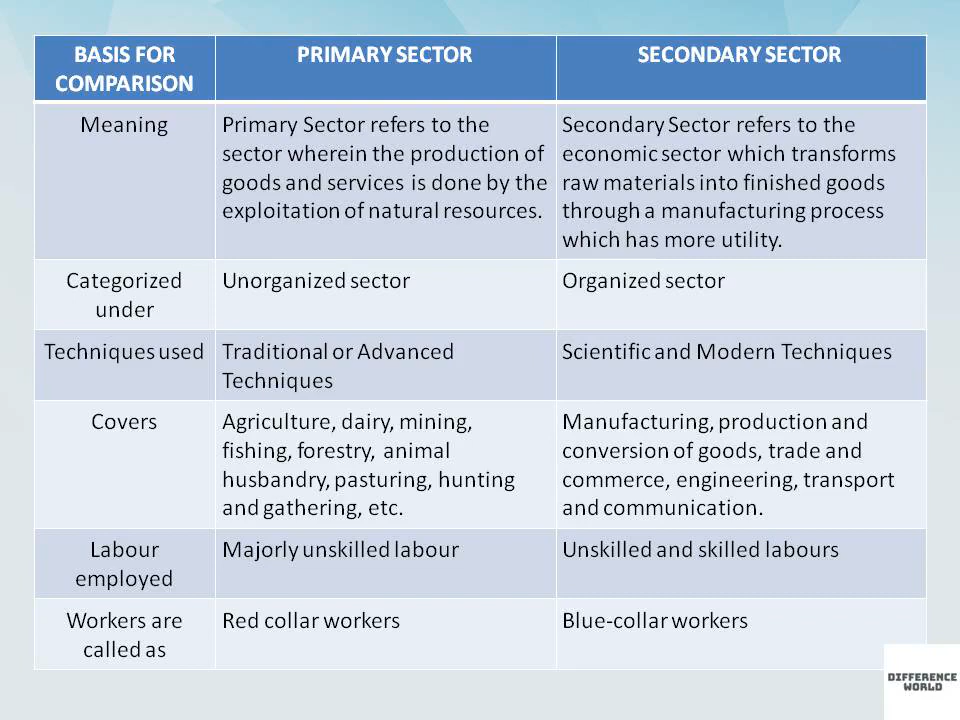 BASIS FOR
COMPARISON
PRIMARY SECTOR
SECONDARY SECTOR
Meaning
Primary Sector refers to the
sector wherein the production of
goods and services is done by the
exploitation of natural resources.
Secondary Sector refers to the
economic sector which transforms
raw materials into finished goods
through a manufacturing process
which has more utility.
Categorized
under
Unorganized sector
Organized sector
Techniques used
Traditional or Advanced
Techniques
Scientific and Modern Techniques
Covers
Agriculture, dairy, mining,
fishing, forestry, animal
husbandry, pasturing, hunting
and gathering, etc.
Manufacturing, production and
conversion of goods, trade and
commerce, engineering, transport
and communication.
Labour
employed
Majorly unskilled labour
Unskilled and skilled labours
Workers are
called as
Red collar workers
Blue-collar workers
DIFFERENCE
WORLD